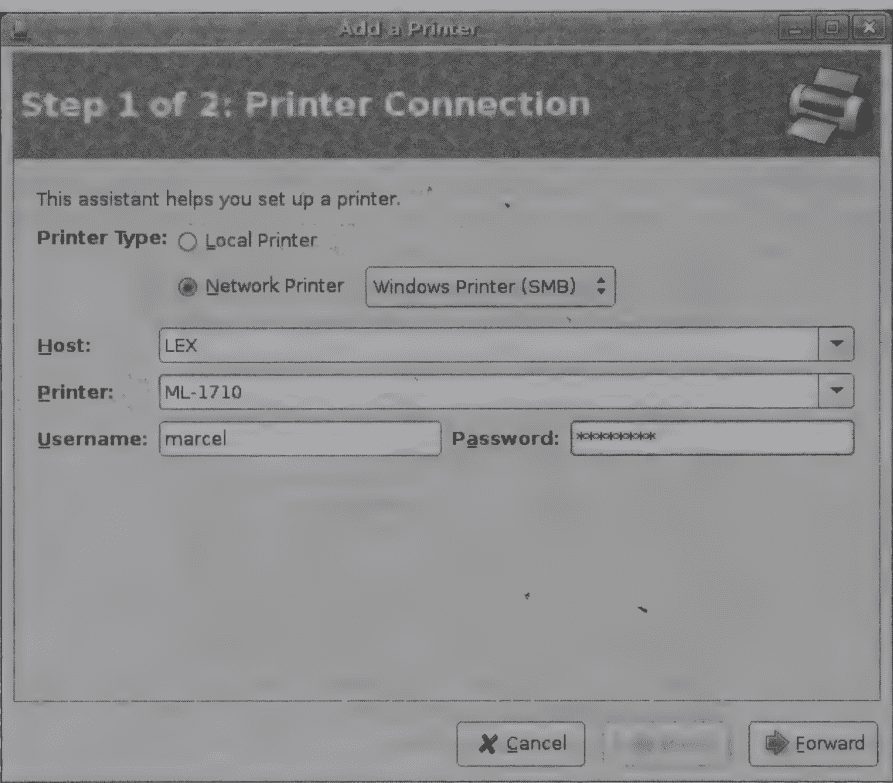 Add a Printer
Step 1 of 2: Printer Connection
This assistant helps you set up a printer.
Printer Type: Local Printer
Network Printer Windows Printer (SMB)
Host: LEX
Printer: ML-1710
Username: marcel Password: *********
Cancel Forward